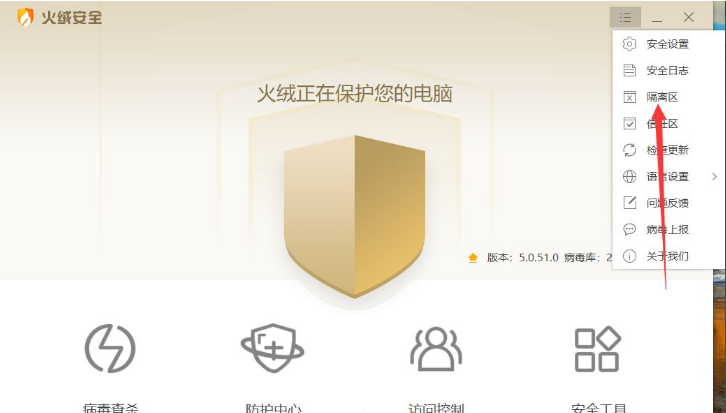 火绒安全
安全设置
安全日志
隔离区
信任区
检查更新
语言设置
问题反馈
病毒上报
关于我们
火绒正在保护您的电脑
版本: 5.0.51.0 病毒库: 2
病毒查杀
防护中心
访问控制
安全工具